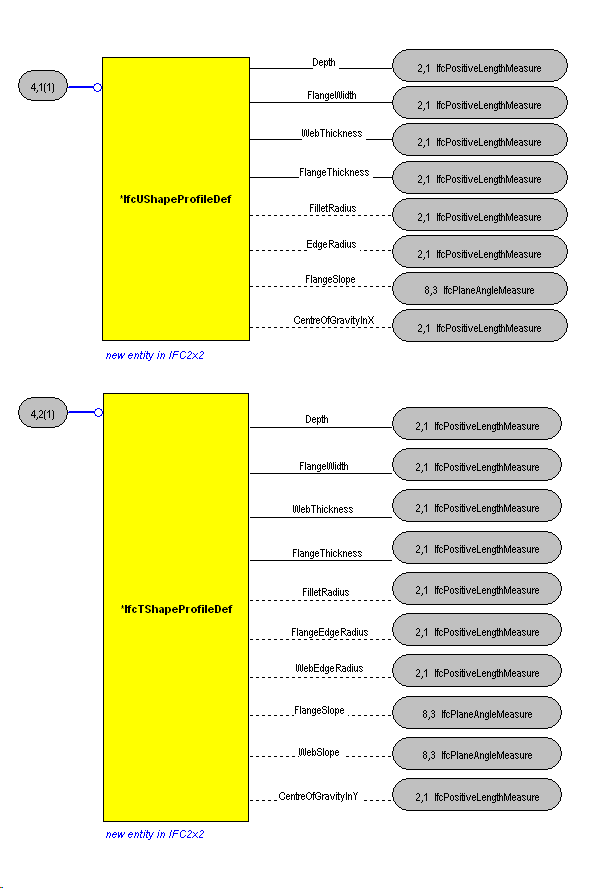 Depth
2,1 IfcPositiveLengthMeasure
4,1(1)
FlangeWidth
2,1 IfcPositiveLengthMeasure
WebThickness
2,1 IfcPositiveLengthMeasure
FlangeThickness
2,1 IfcPositiveLengthMeasure
*IfcUShapeProfileDef
FilletRadius
2,1 IfcPositiveLengthMeasure
EdgeRadius
2,1 IfcPositiveLengthMeasure
FlangeSlope
8,3 IfcPlaneAngleMeasure
CentreOfGravityInX
2,1 IfcPositiveLengthMeasure
new entity in IFC2x2
4,2(1)
Depth
2,1 IfcPositiveLengthMeasure
FlangeWidth
2,1 IfcPositiveLengthMeasure
WebThickness
2,1 IfcPositiveLengthMeasure
FlangeThickness
2,1 IfcPositiveLengthMeasure
FilletRadius
2,1 IfcPositiveLengthMeasure
*IfcTShapeProfileDef
FlangeEdgeRadius
2,1 IfcPositiveLengthMeasure
WebEdgeRadius
2,1 IfcPositiveLengthMeasure
FlangeSlope
8,3 IfcPlaneAngleMeasure
WebSlope
8,3 IfcPlaneAngleMeasure
CentreOfGravityInY
2,1 IfcPositiveLengthMeasure
new entity in IFC2x2